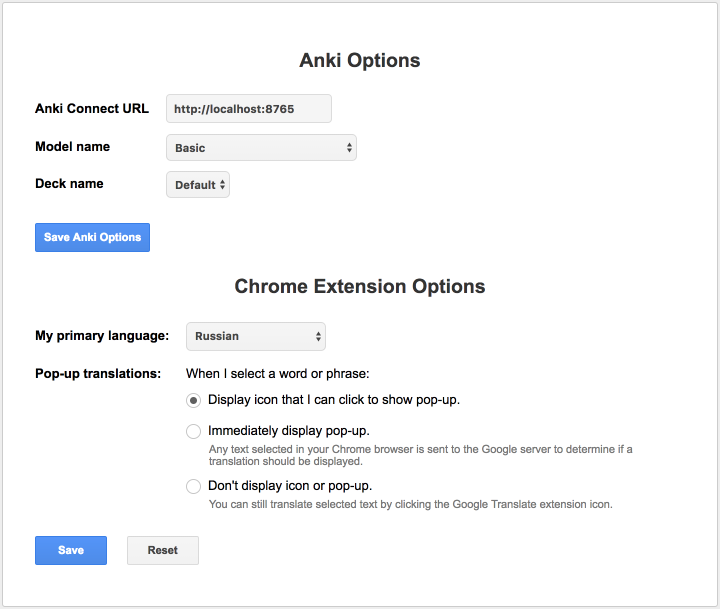 Anki Options
Anki Connect URL
http://localhost:8765
Model name
Basic
Deck name
Default
Save Anki Options
Chrome Extension Options
My primary language:
Russian
Pop-up translations:
When I select a word or phrase:
Display icon that I can click to show pop-up.
Immediately display pop-up.
Any text selected in your Chrome browser is sent to the Google server to determine if a
translation should be displayed.
Don't display icon or pop-up.
You can still translate selected text by clicking the Google Translate extension icon.
Save
Reset